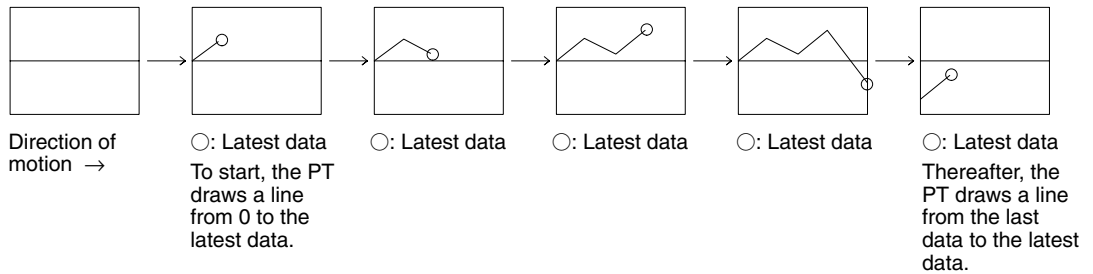 Direction of
motion →
○: Latest data
To start, the PT
draws a line
from 0 to the
latest data.
○: Latest data
○: Latest data
○: Latest data
○: Latest data
Thereafter, the
PT draws a line
from the last
data to the latest
data.